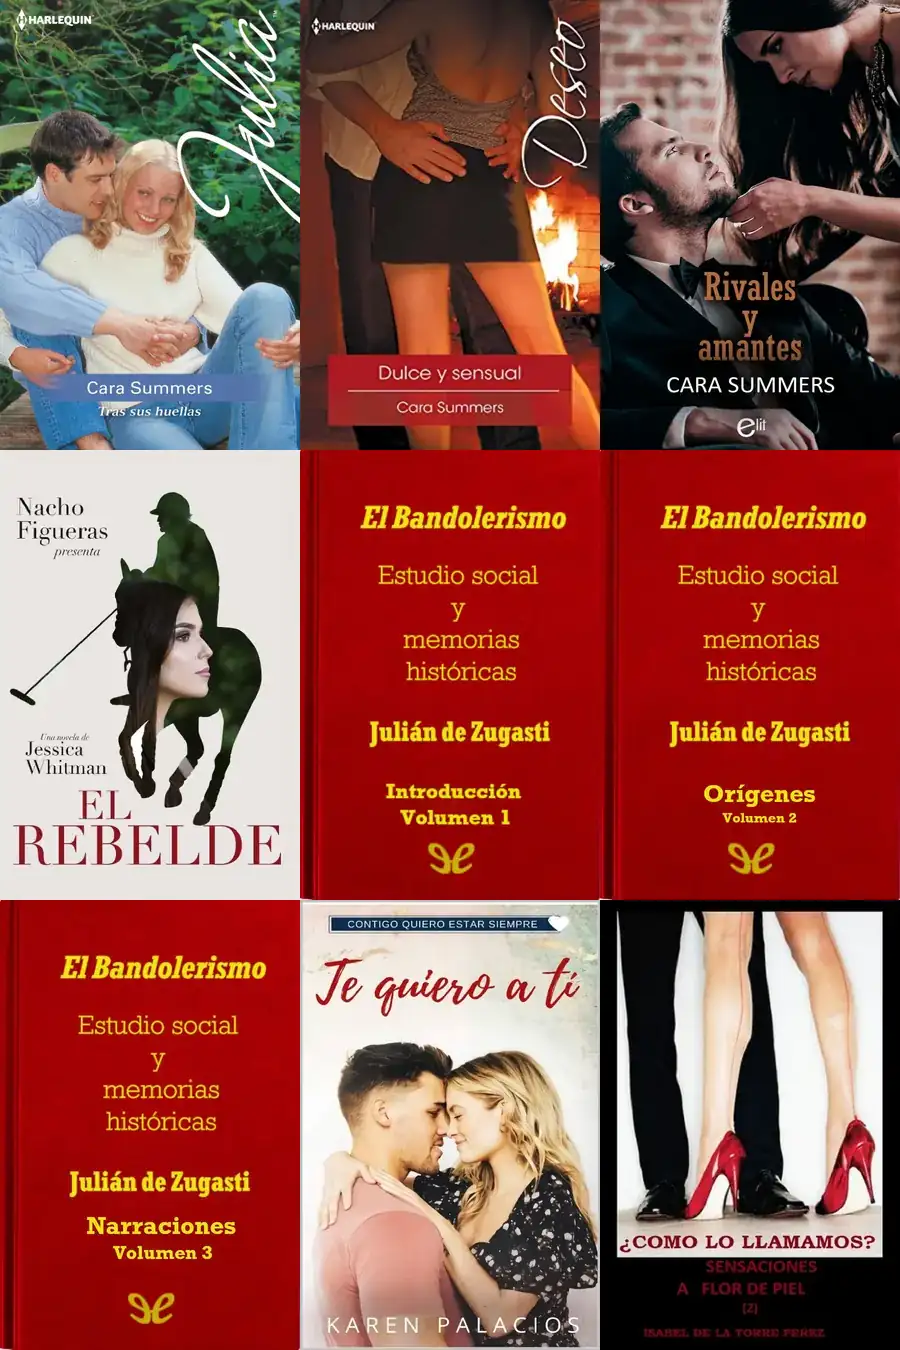 HARLEQUIN
Julia
Cara Summers
Tras sus huellas
HARLEQUIN
Deseo
Dulce y sensual
Cara Summers
Rivales
y
amantes
CARA SUMMERS
elit
Nacho
Figueras
presenta
Una novela de
Jessica
Whitman
EL
REBELDE
El Bandolerismo
Estudio social
y
memorias
históricas
Julián de Zugasti
Introducción
Volumen 1
El Bandolerismo
Estudio social
y
memorias
históricas
Julián de Zugasti
Orígenes
Volumen 2
El Bandolerismo
Estudio social
y
memorias
históricas
Julián de Zugasti
Narraciones
Volumen 3
CONTIGO QUIERO ESTAR SIEMPRE
Te quiero a tí
KAREN PALACIOS
¿COMO LO LLAMAMOS?
SENSACIONES
A FLOR DE PIEL
(2)
ISABEL DE LA TORRE PEREZ